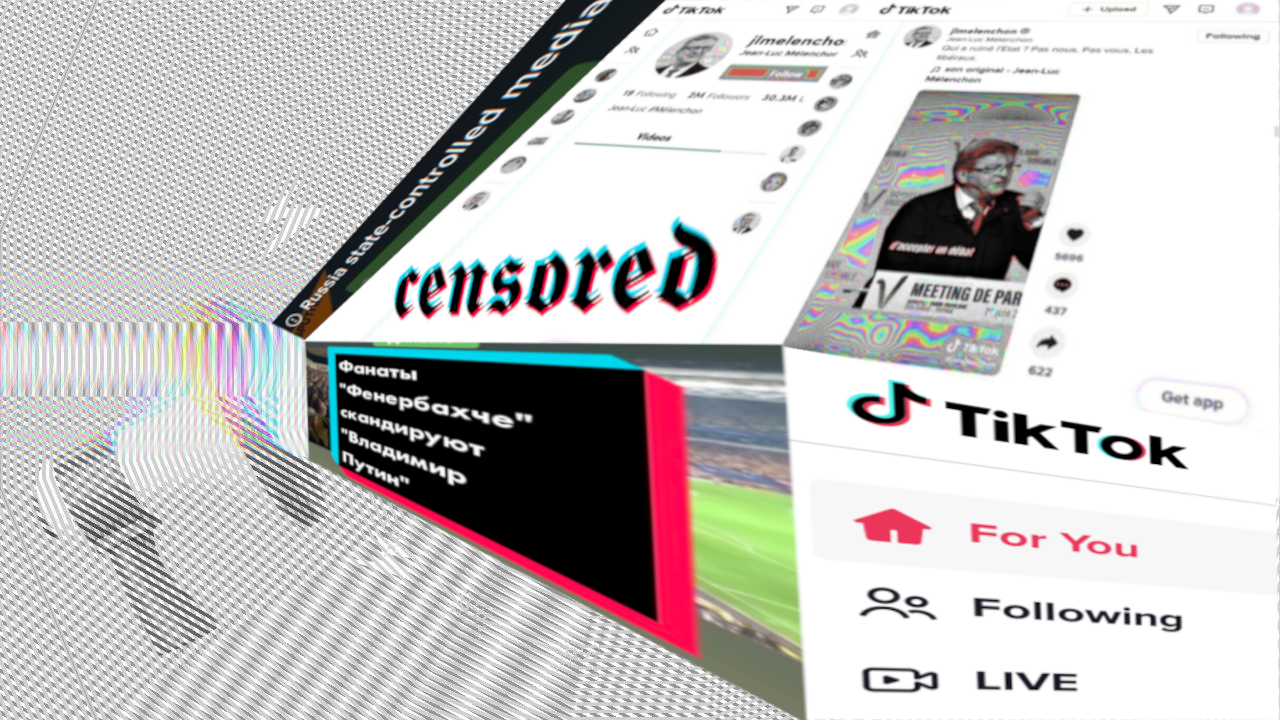 Russia state-controlled media
TikTok
jlmelencho
Jean-Luc Mélenchon
Follow
18 Following 2M Followers 30.3M L
Jean-Luc #Mélenchon
Videos
censored
TikTok
Upload
jlmelenchon
Jean-Luc Mélenchon
Following
Qui a ruiné l'Etat ? Pas nous. Pas vous. Les
libéraux.
son original - Jean-Luc
Mélenchon
d'accepter un débat
MEETING DE PAR
TikTok
5696
437
622
Get app
Фанаты
"Фенербахче"
скандируют
"Владимир
Путин"
TikTok
For You
Following
LIVE